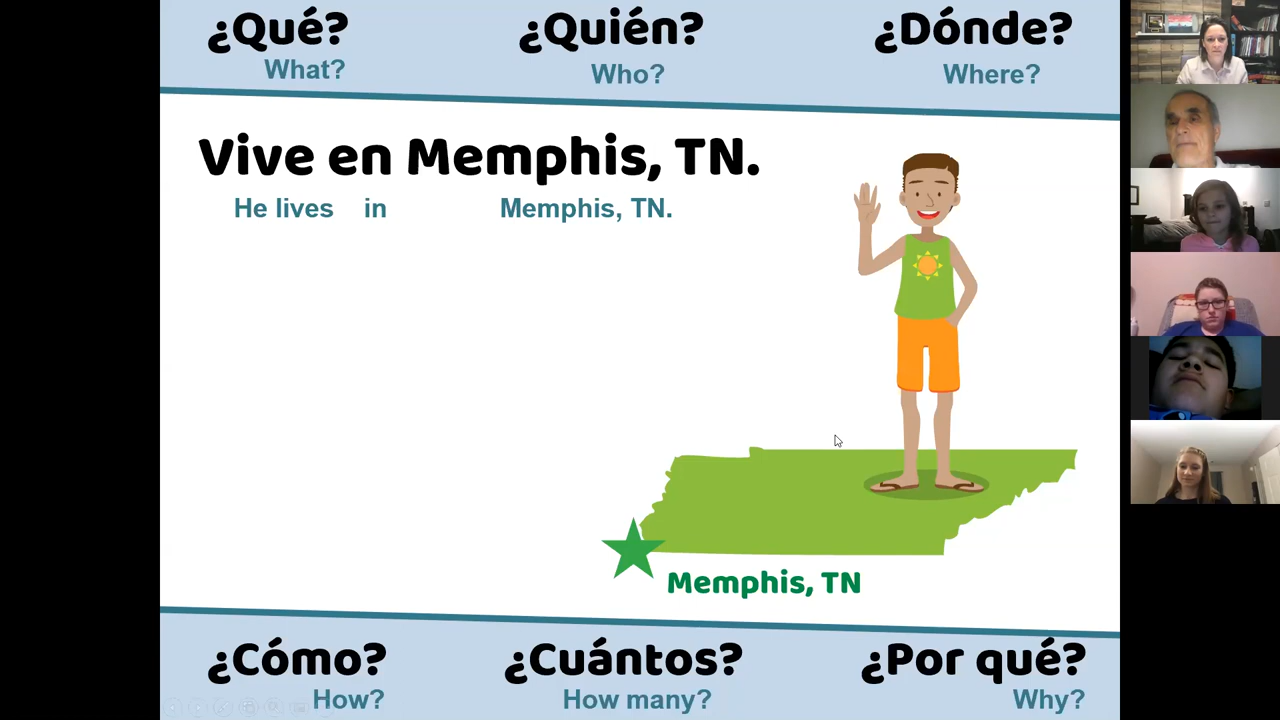 ¿Qué? ¿Quién? ¿Dónde?
What? Who? Where?
Vive en Memphis, TN.
He lives in Memphis, TN.
Memphis, TN
¿Cómo? ¿Cuántos? ¿Por qué?
How? How many? Why?